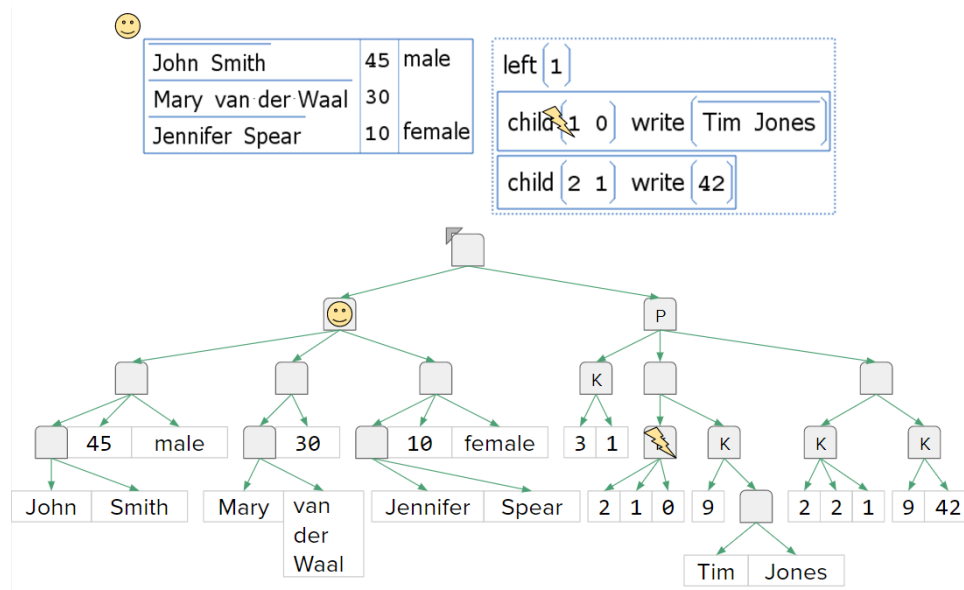 John Smith 45 male
Mary van der Waal 30
Jennifer Spear 10 female
left 1
child 1 0 write Tim Jones
child 2 1 write 42
P
K
45 male 30 10 female 3 1 K K K
John Smith Mary van Jennifer Spear 2 1 0 9 2 2 1 9 42
der
Waal
Tim Jones